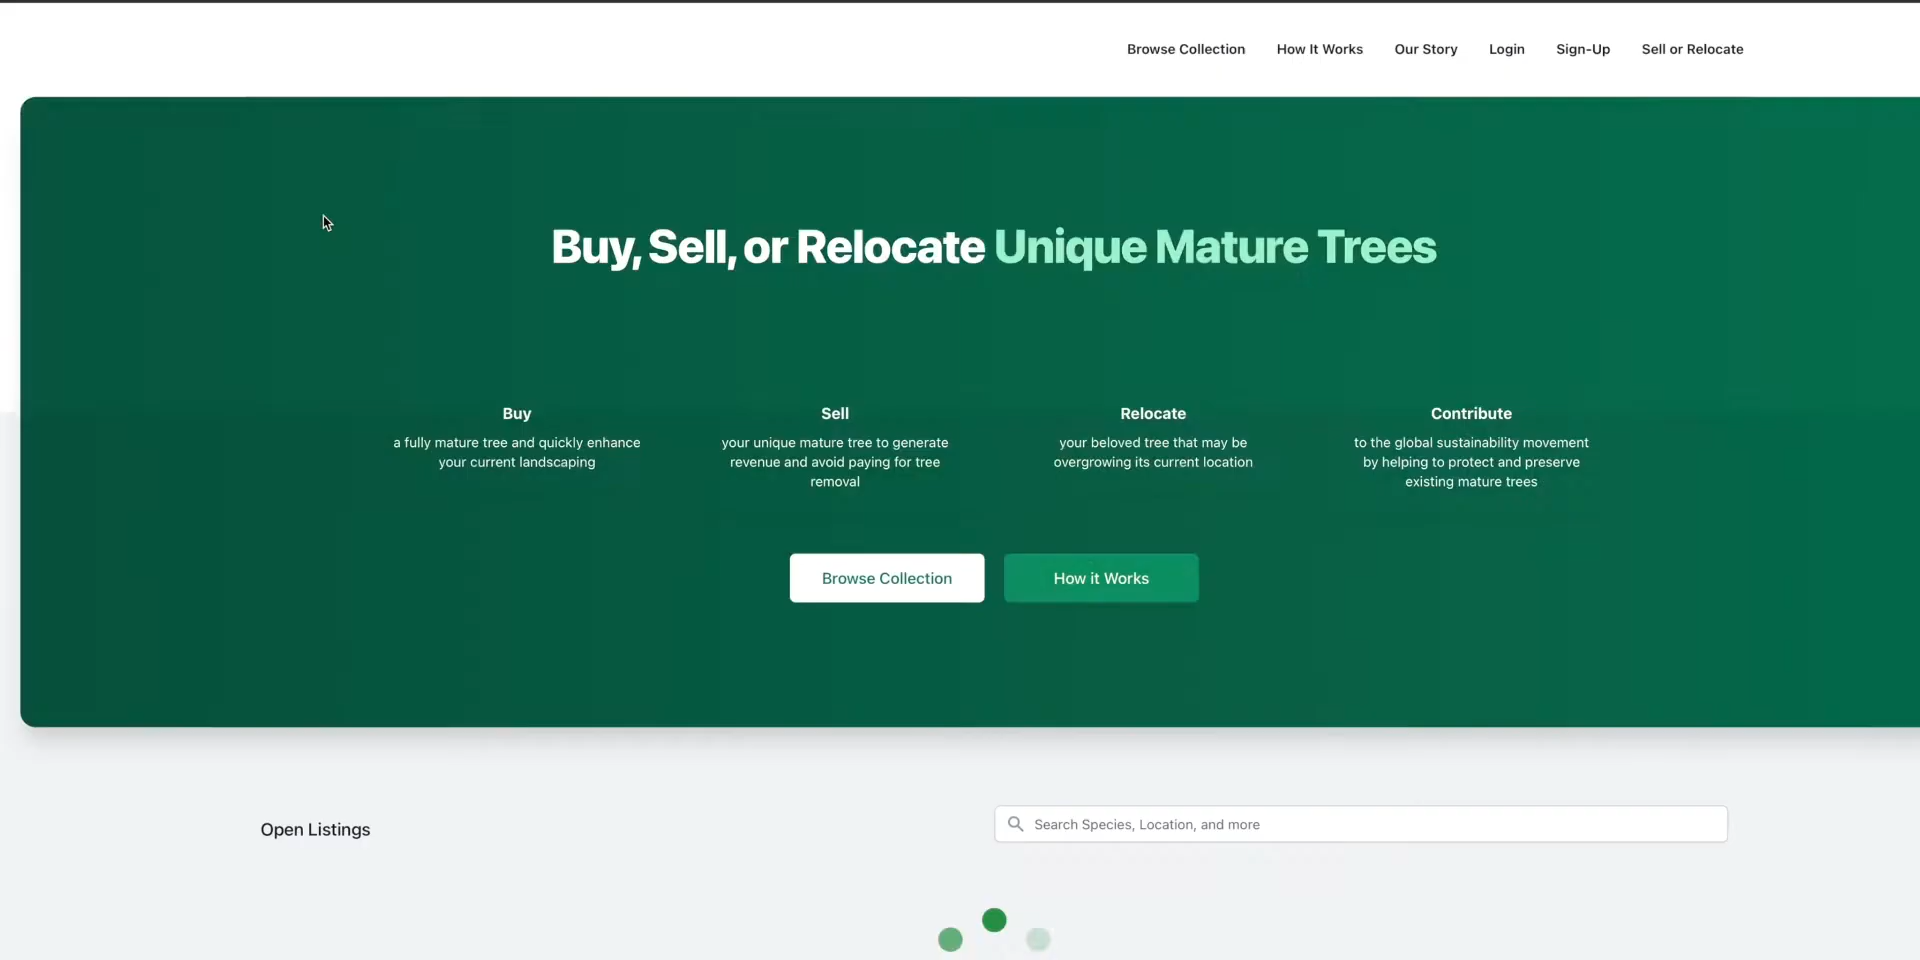 Browse Collection How It Works Our Story Login Sign-Up Sell or Relocate
Buy, Sell, or Relocate Unique Mature Trees
Buy
a fully mature tree and quickly enhance
your current landscaping
Sell
your unique mature tree to generate
revenue and avoid paying for tree
removal
Relocate
your beloved tree that may be
overgrowing its current location
Contribute
to the global sustainability movement
by helping to protect and preserve
existing mature trees
Browse Collection
How it Works
Open Listings
Search Species, Location, and more